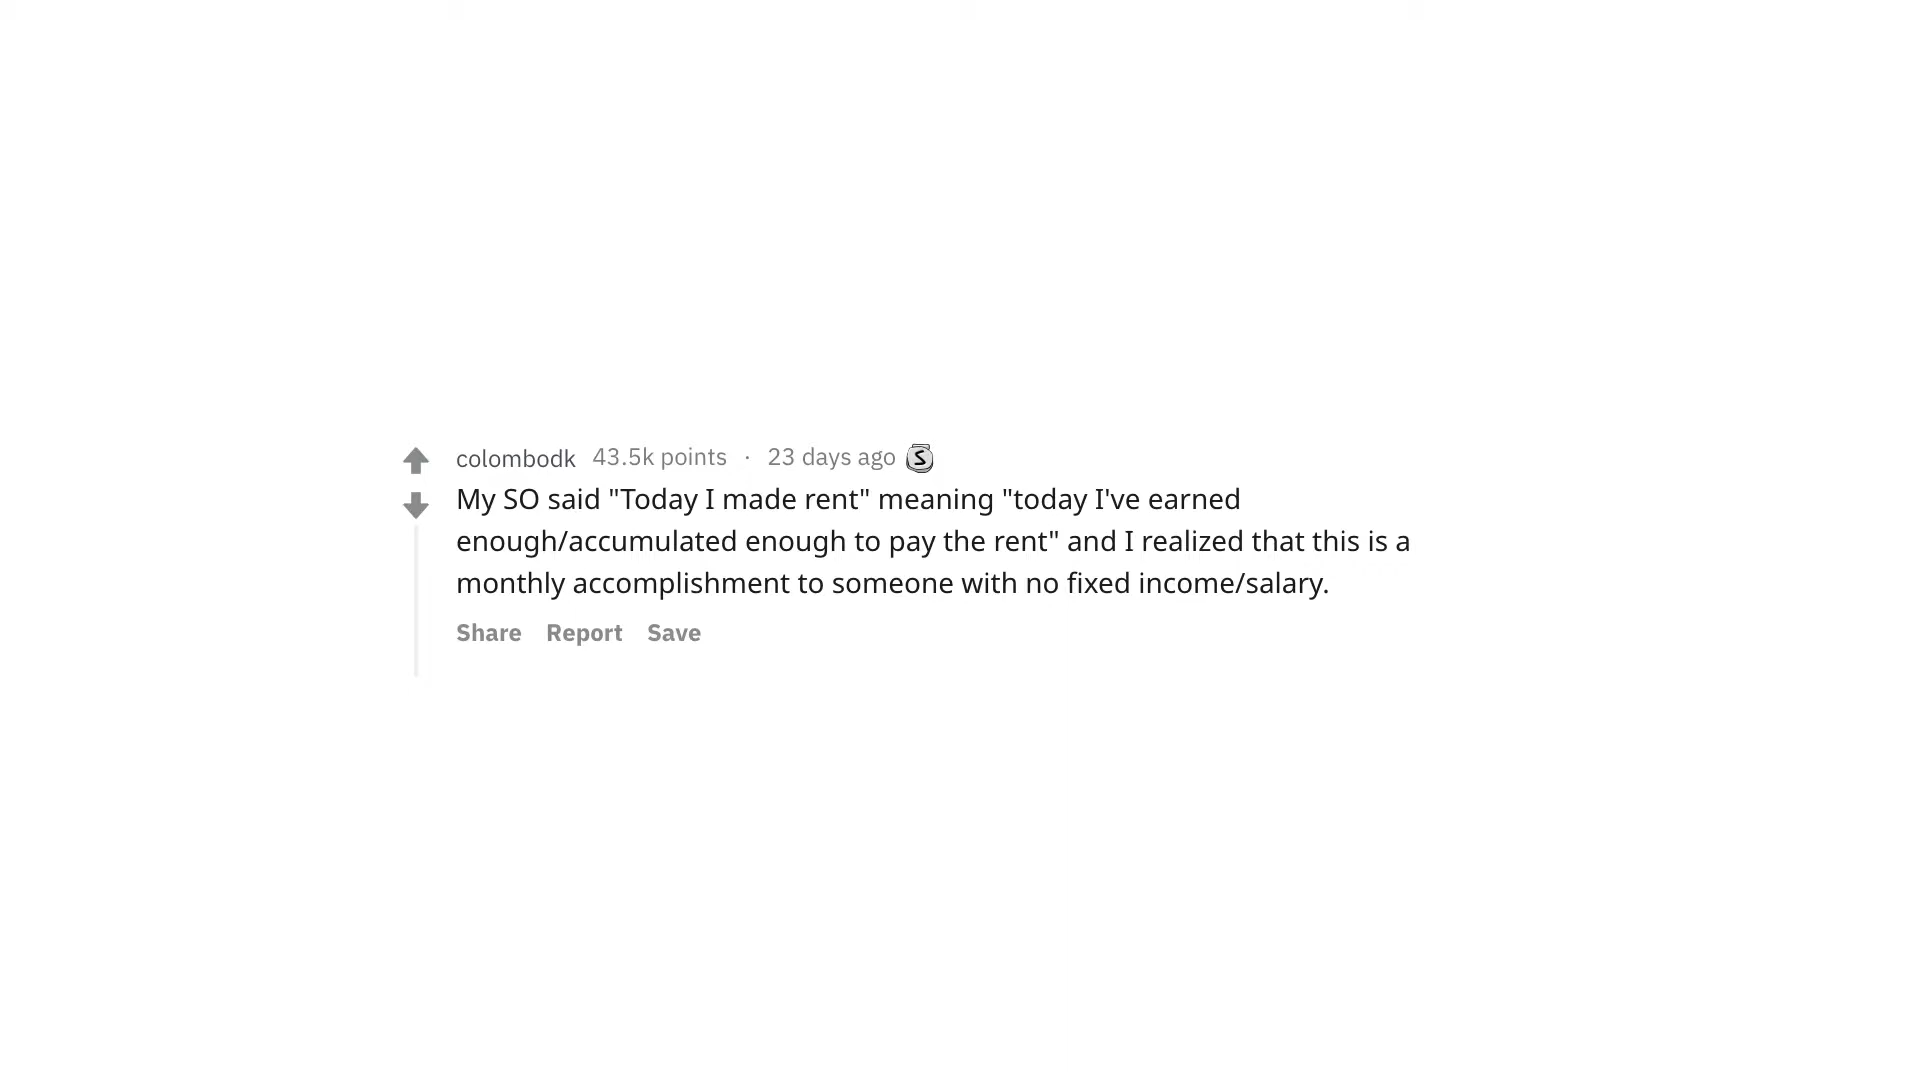 colombodk 43.5k points · 23 days ago S
My SO said "Today I made rent" meaning "today I've earned
enough/accumulated enough to pay the rent" and I realized that this is a
monthly accomplishment to someone with no fixed income/salary.
Share Report Save